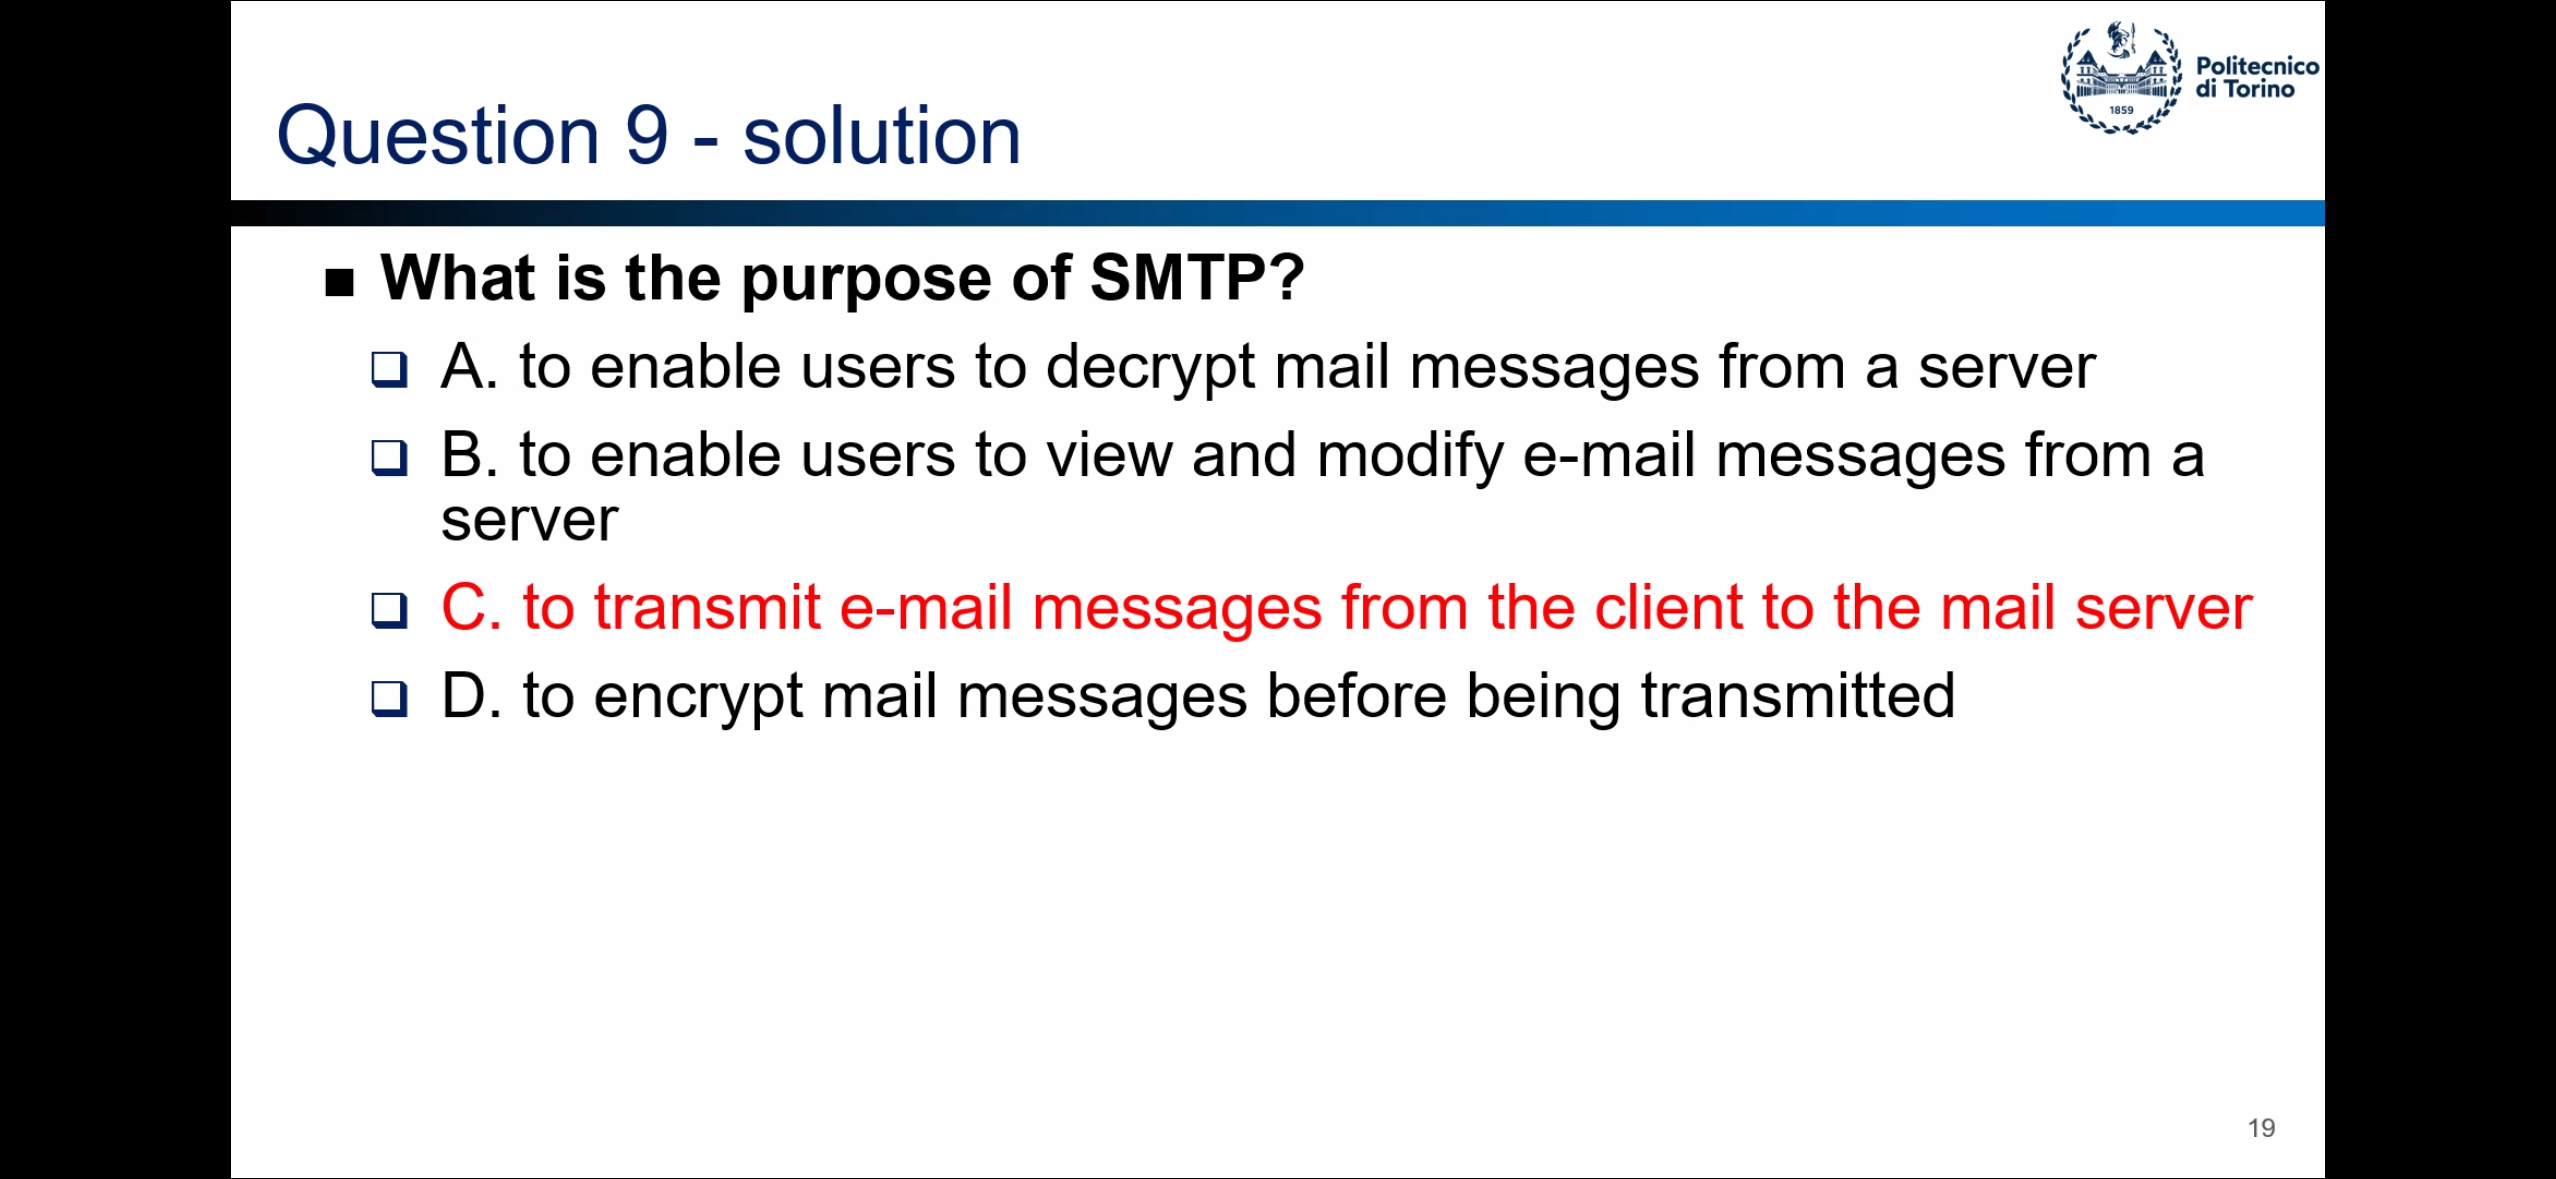 Politecnico
di Torino
1859
Question 9 - solution
What is the purpose of SMTP?
A. to enable users to decrypt mail messages from a server
B. to enable users to view and modify e-mail messages from a
server
C. to transmit e-mail messages from the client to the mail server
D. to encrypt mail messages before being transmitted
19